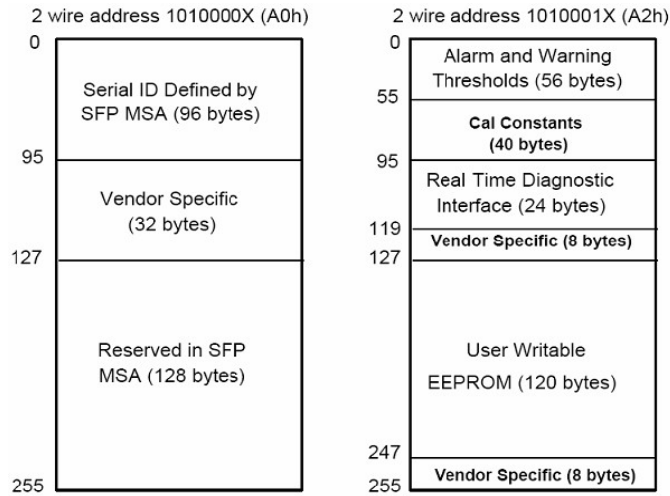 2 wire address 1010000X (A0h)
0
Serial ID Defined by
SFP MSA (96 bytes)
95
Vendor Specific
(32 bytes)
127
Reserved in SFP
MSA (128 bytes)
255
2 wire address 1010001X (A2h)
0
Alarm and Warning
Thresholds (56 bytes)
55
Cal Constants
(40 bytes)
95
Real Time Diagnostic
Interface (24 bytes)
119
Vendor Specific (8 bytes)
127
User Writable
EEPROM (120 bytes)
247
Vendor Specific (8 bytes)
255